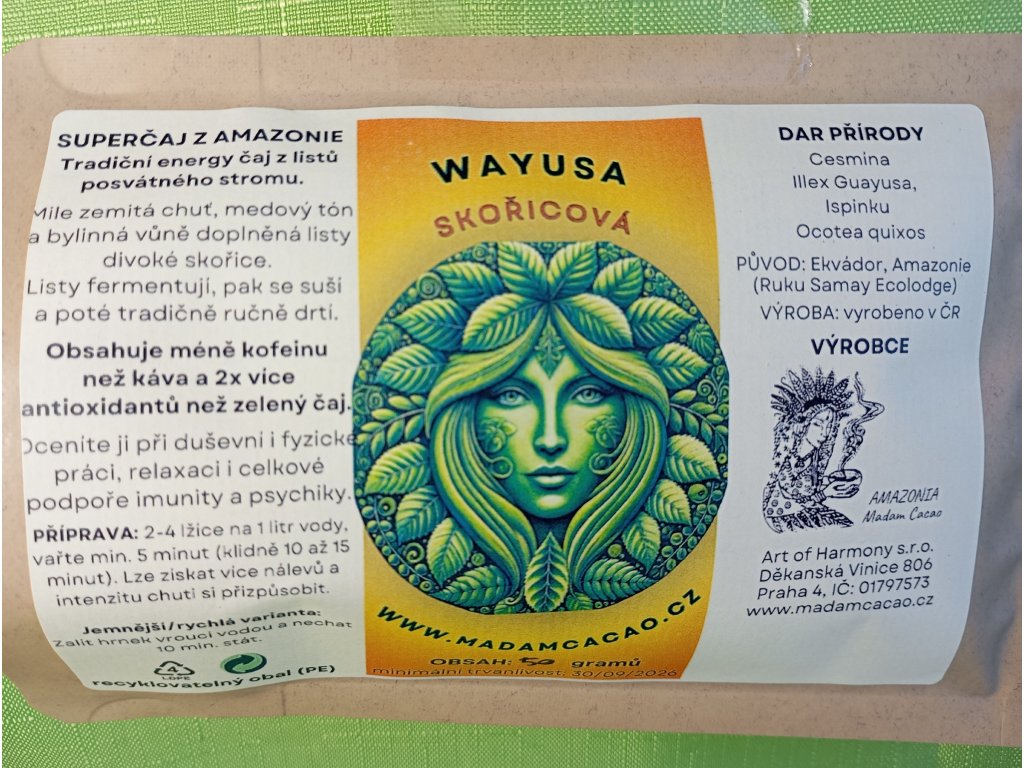 SUPERČAJ Z AMAZONIE
Tradiční energy čaj z listů
posvátného stromu.
Mile zemitá chuť, medový tón
a bylinná vůně doplněná listy
divoké skořice.
Listy fermentují, pak se suší
a poté tradičně ručně drtí.
Obsahuje méně kofeinu
než káva a 2x více
antioxidantů než zelený čaj.
Oceníte ji při duševní i fyzické
práci, relaxaci i celkové
podpoře imunity a psychiky.
PŘÍPRAVA: 2-4 lžíce na 1 litr vody,
vařte min. 5 minut (klidně 10 až 15
minut). Lze získat více nálevů a
intenzitu chuti si přizpůsobit.
Jemnější/rychlá varianta:
Zalít hrnek vroucí vodou a nechat
10 min. stát.
4
LDPE
recyklovatelný obal (PE)
WAYUSA
SKOŘICOVÁ
WWW.MADAMCACAO.CZ
OBSAH: 50 gramů
minimální trvanlivost: 30/09/2026
DAR PŘÍRODY
Cesmina
Illex Guayusa,
Ispinku
Ocotea quixos
PŮVOD: Ekvádor, Amazonie
(Ruku Samay Ecolodge)
VÝROBA: vyrobeno v ČR
VÝROBCE
AMAZONIA
Madam Cacao
Art of Harmony s.r.o.
Děkanská Vinice 806
Praha 4, IČ: 01797573
www.madamcacao.cz